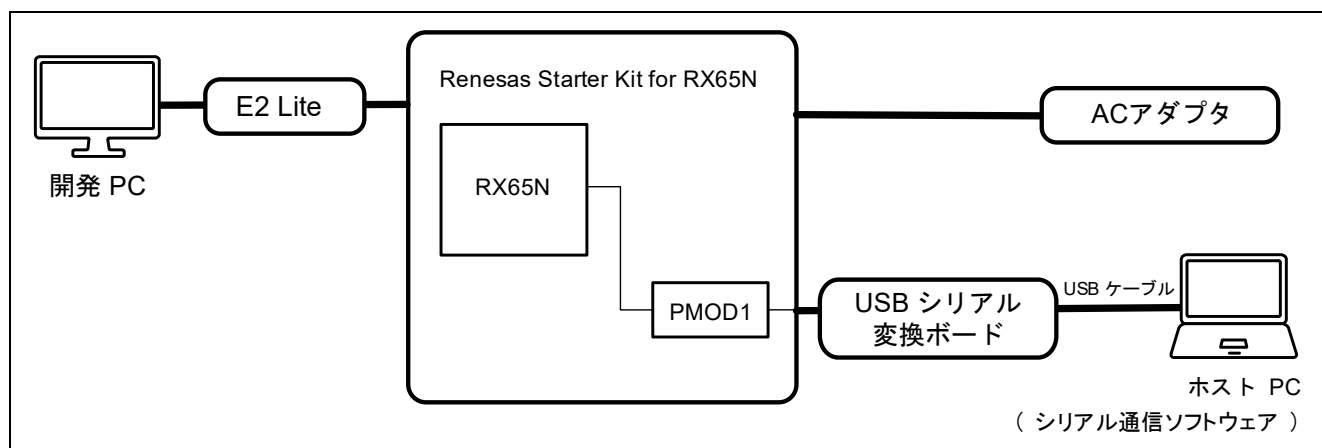 Renesas Starter Kit for RX65N
E2 Lite
ACアダプタ
開発 PC
RX65N
PMOD1
USB シリアル
変換ボード
USB ケーブル
ホスト PC
( シリアル通信ソフトウェア )